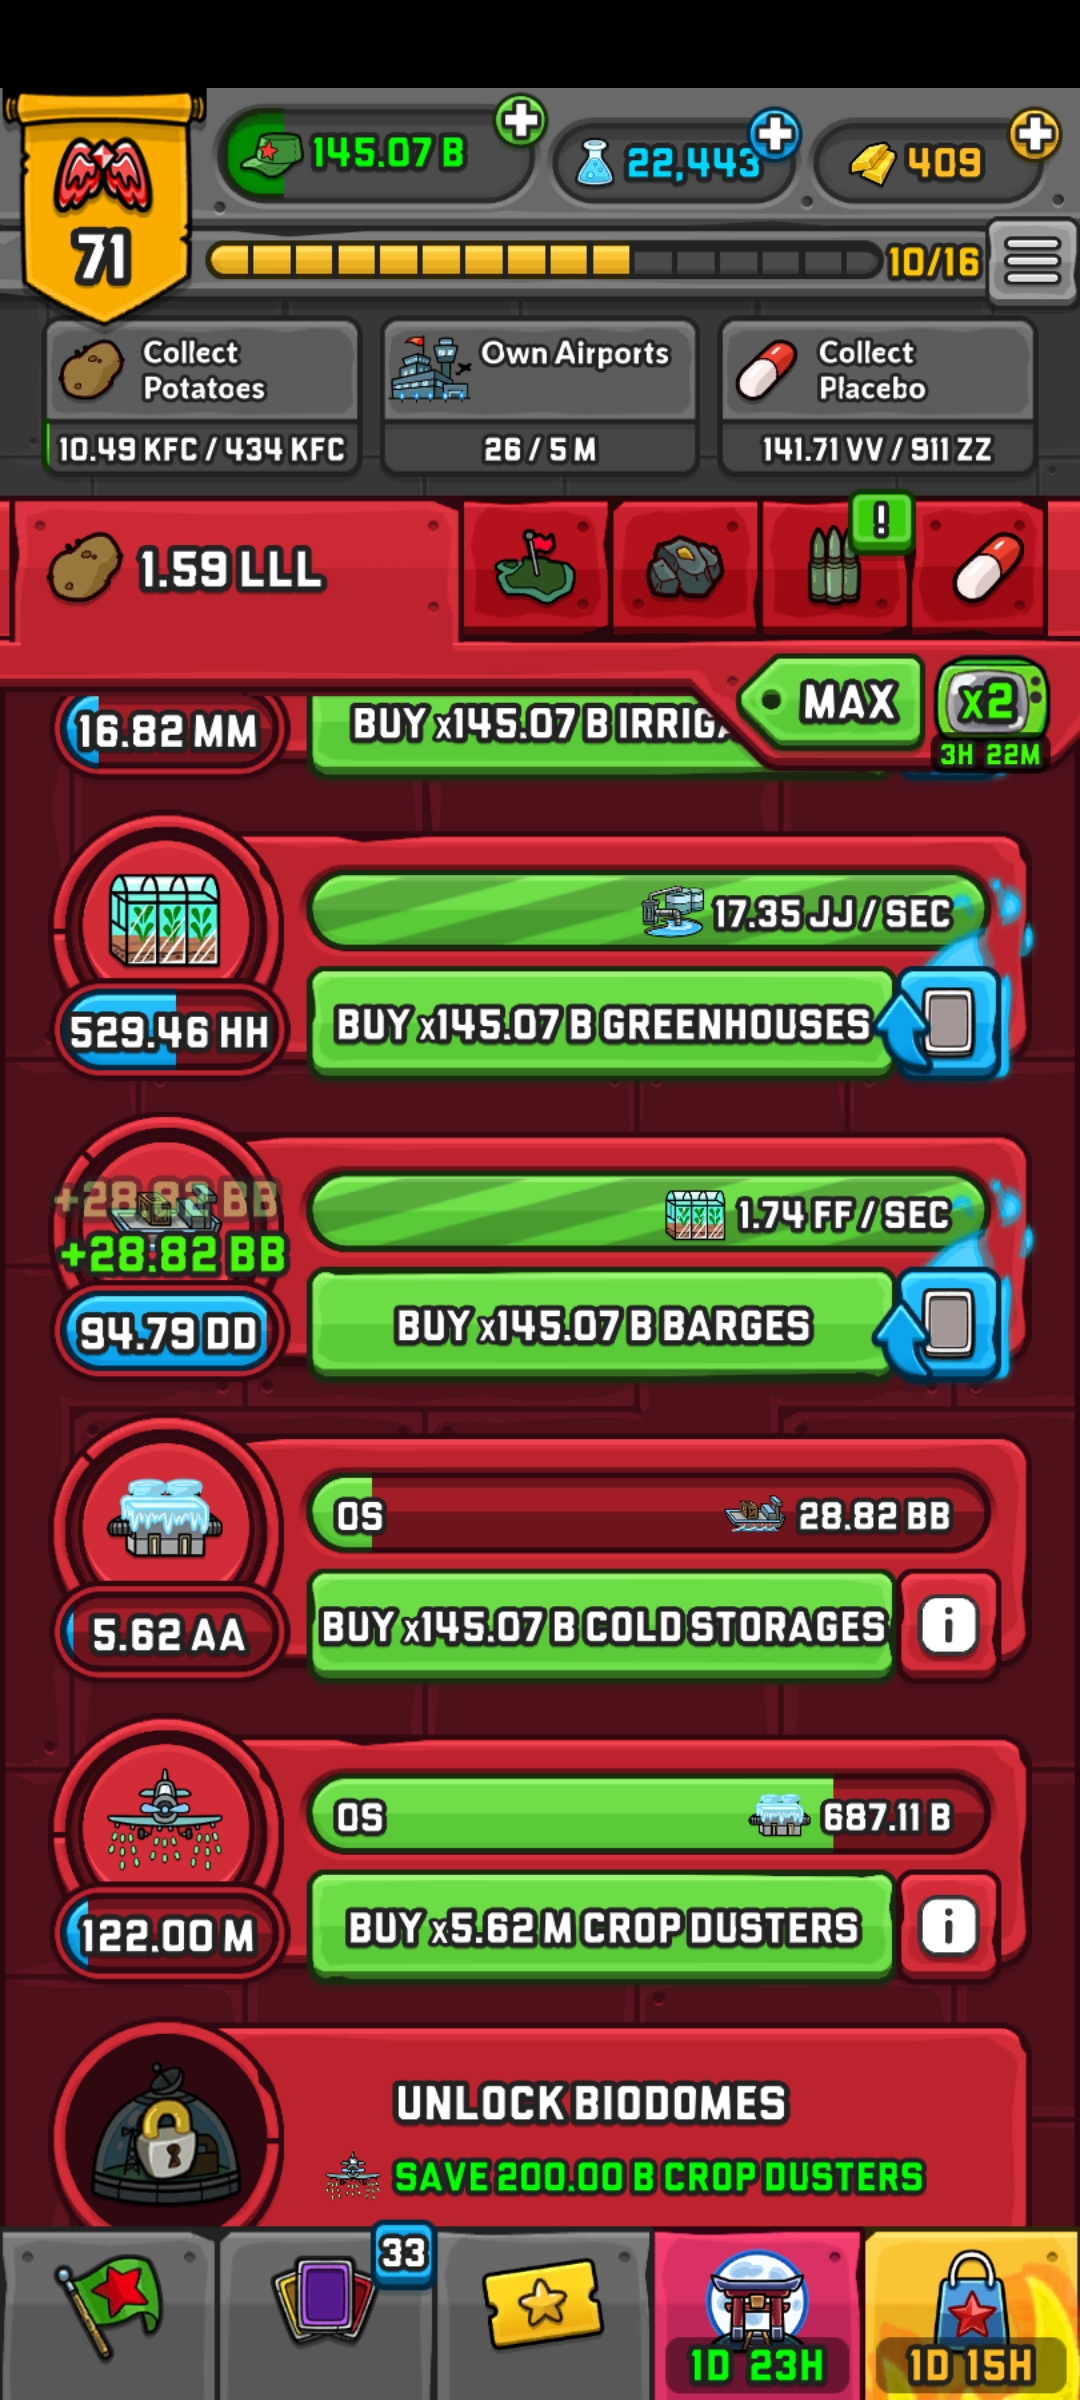 71
145.07 B
22,443
409
10/16
Collect
Potatoes
10.49 KFC / 434 KFC
Own Airports
26 / 5 M
Collect
Placebo
141.71 VV / 911 ZZ
1.59 LLL
!
MAX
x2
3H 22M
16.82 MM
BUY x145.07 B
17.35 JJ / SEC
529.46 HH
BUY x145.07 B GREENHOUSES
+28.82 BB
+28.82 BB
1.74 FF / SEC
94.79 DD
BUY x145.07 B BARGES
0S
28.82 BB
5.62 AA
BUY x145.07 B COLD STORAGES
i
0S
687.11 B
122.00 M
BUY x5.62 M CROP DUSTERS
i
UNLOCK BIODOMES
SAVE 200.00 B CROP DUSTERS
33
1D 23H
1D 15H